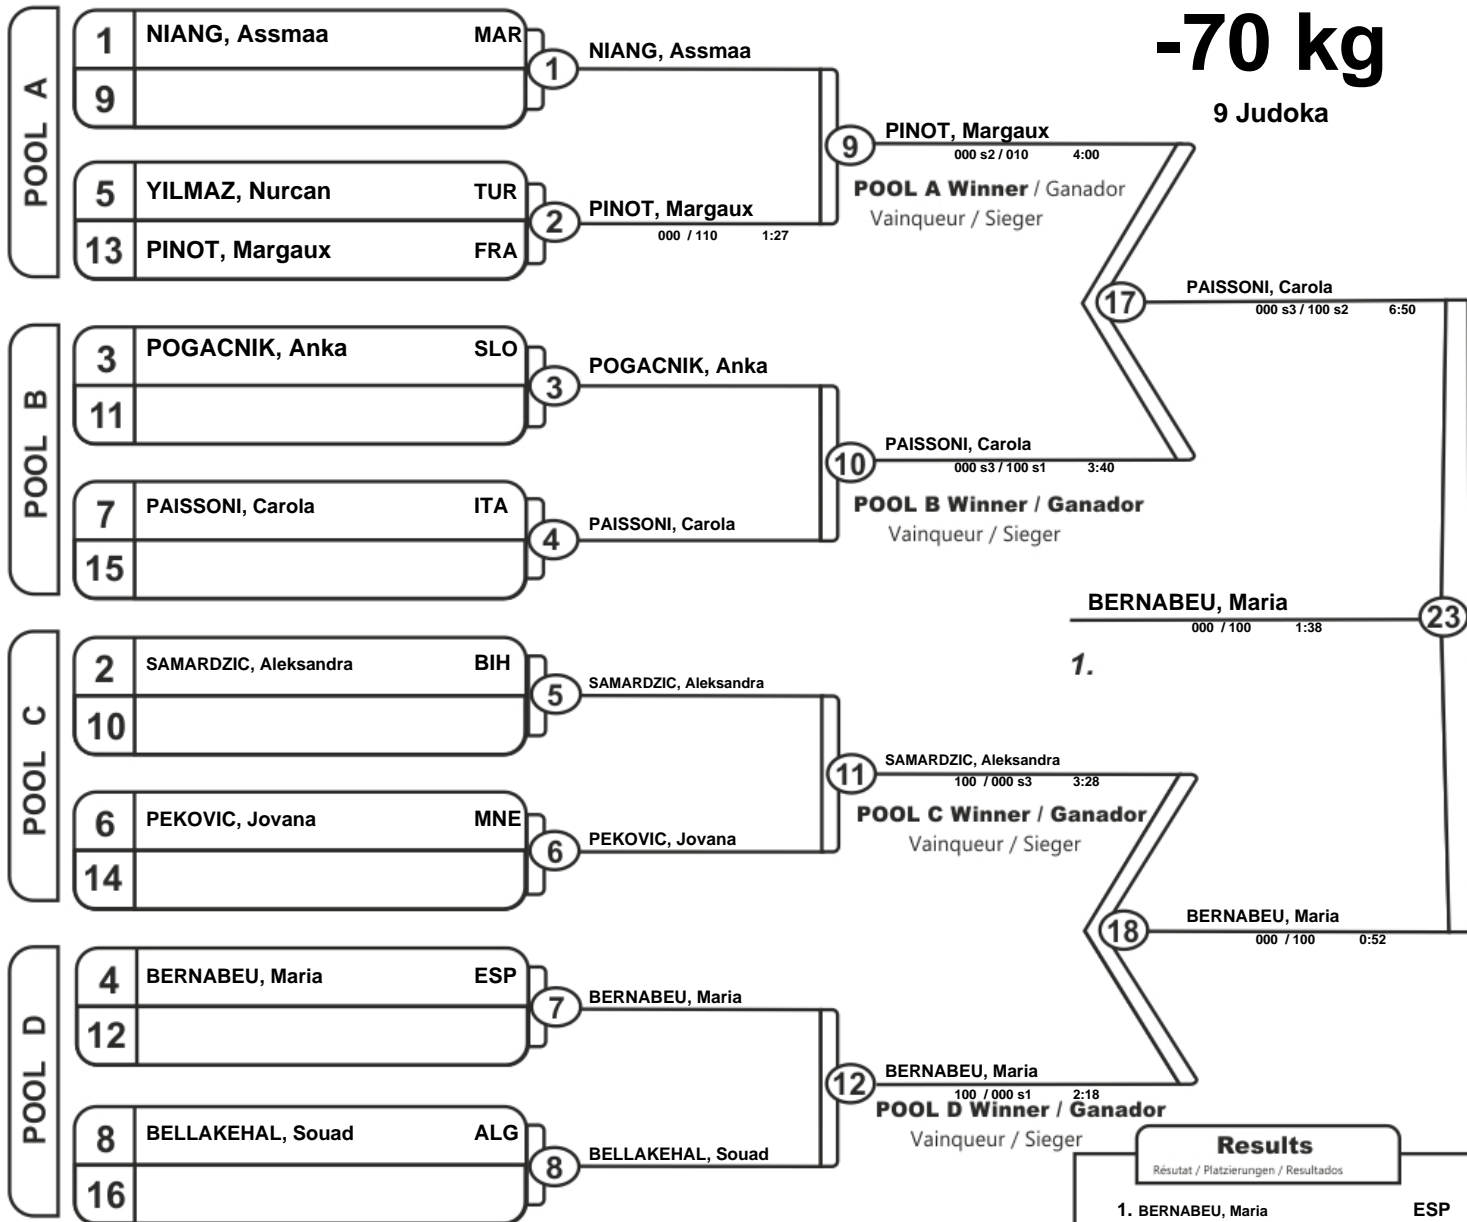 -70 kg
9 Judoka
POOL A
1 NIANG, Assmaa MAR
9
5 YILMAZ, Nurcan TUR
13 PINOT, Margaux FRA
1
NIANG, Assmaa
2
PINOT, Margaux
000 / 110 1:27
9
PINOT, Margaux
000 s2 / 010 4:00
POOL A Winner / Ganador
Vainqueur / Sieger
POOL B
3 POGACNIK, Anka SLO
11
7 PAISSONI, Carola ITA
15
3
POGACNIK, Anka
4
PAISSONI, Carola
10
PAISSONI, Carola
000 s3 / 100 s1 3:40
POOL B Winner / Ganador
Vainqueur / Sieger
17
PAISSONI, Carola
000 s3 / 100 s2 6:50
BERNABEU, Maria
000 / 100 1:38
23
1.
POOL C
2 SAMARDZIC, Aleksandra BIH
10
6 PEKOVIC, Jovana MNE
14
5
SAMARDZIC, Aleksandra
6
PEKOVIC, Jovana
11
SAMARDZIC, Aleksandra
100 / 000 s3 3:28
POOL C Winner / Ganador
Vainqueur / Sieger
18
BERNABEU, Maria
000 / 100 0:52
POOL D
4 BERNABEU, Maria ESP
12
8 BELLAKEHAL, Souad ALG
16
7
BERNABEU, Maria
8
BELLAKEHAL, Souad
12
BERNABEU, Maria
100 / 000 s1 2:18
POOL D Winner / Ganador
Vainqueur / Sieger
Results
Résutat / Platzierungen / Resultados
1. BERNABEU, Maria ESP